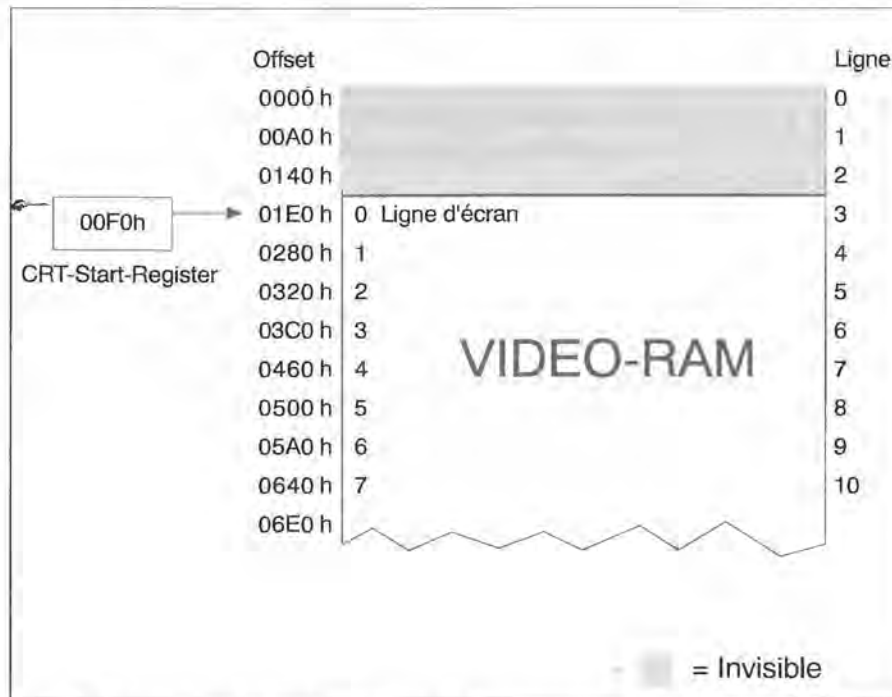 Offset Ligne
0000 h 0
00A0 h 1
0140 h 2
00F0h 01E0 h 0 Ligne d'écran 3
0280 h 1 4
CRT-Start-Register
0320 h 2 5
03C0 h 3 6
VIDEO-RAM
0460 h 4 7
0500 h 5 8
05A0 h 6 9
0640 h 7 10
06E0 h
= Invisible